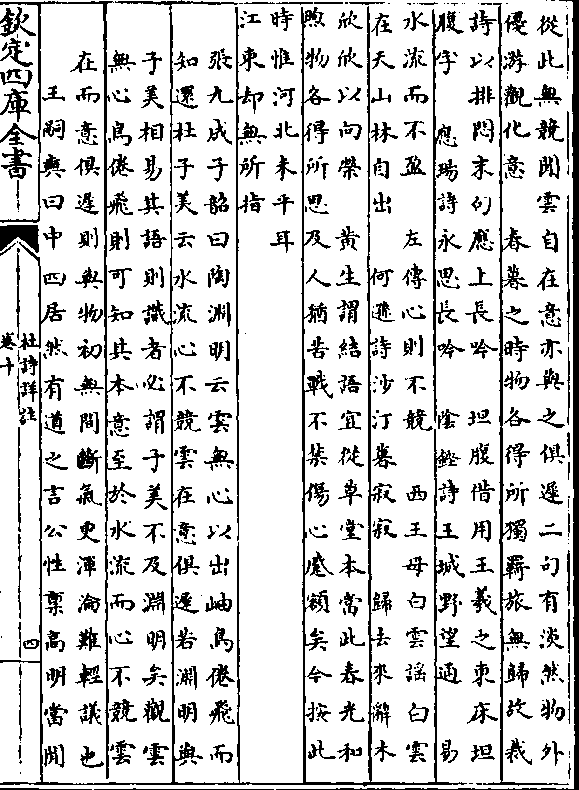 從此無競聞雲自在意亦與之俱遲二句有淡然物外
優游觀化意　春暮之時物各得所獨羈旅無歸故裁
詩以排悶末句應上長吟　坦腹借用王羲之東床坦
腹字　應瑒詩永思長吟　陰鏗詩王城野望通　易
水流而不盈　左傳心則不競　西王母白雲謡白雲
在天山林自出　何遜詩沙汀暮寂寂　歸去來辭木
欣欣以向榮　黄生謂結語宜從草堂本當此春光和
煦物各得所思及人猶苦戰不禁傷心蹙額矣今按此
時惟河北未平耳
江東却無所指
張九成子韶曰陶淵明云雲無心以出岫鳥倦飛而
知還杜子美云水流心不競雲在意俱遲若淵明與
子美相易其語則識者必謂子美不及淵明矣觀雲
無心鳥倦飛則可知其本意至於水流而心不競雲
在而意俱遲則與物初無間斷氣更渾淪難輕議也
王嗣奭曰中四居然有道之言公性稟高明當閒
欽定四庫全書
杜詩詳註
卷十
四